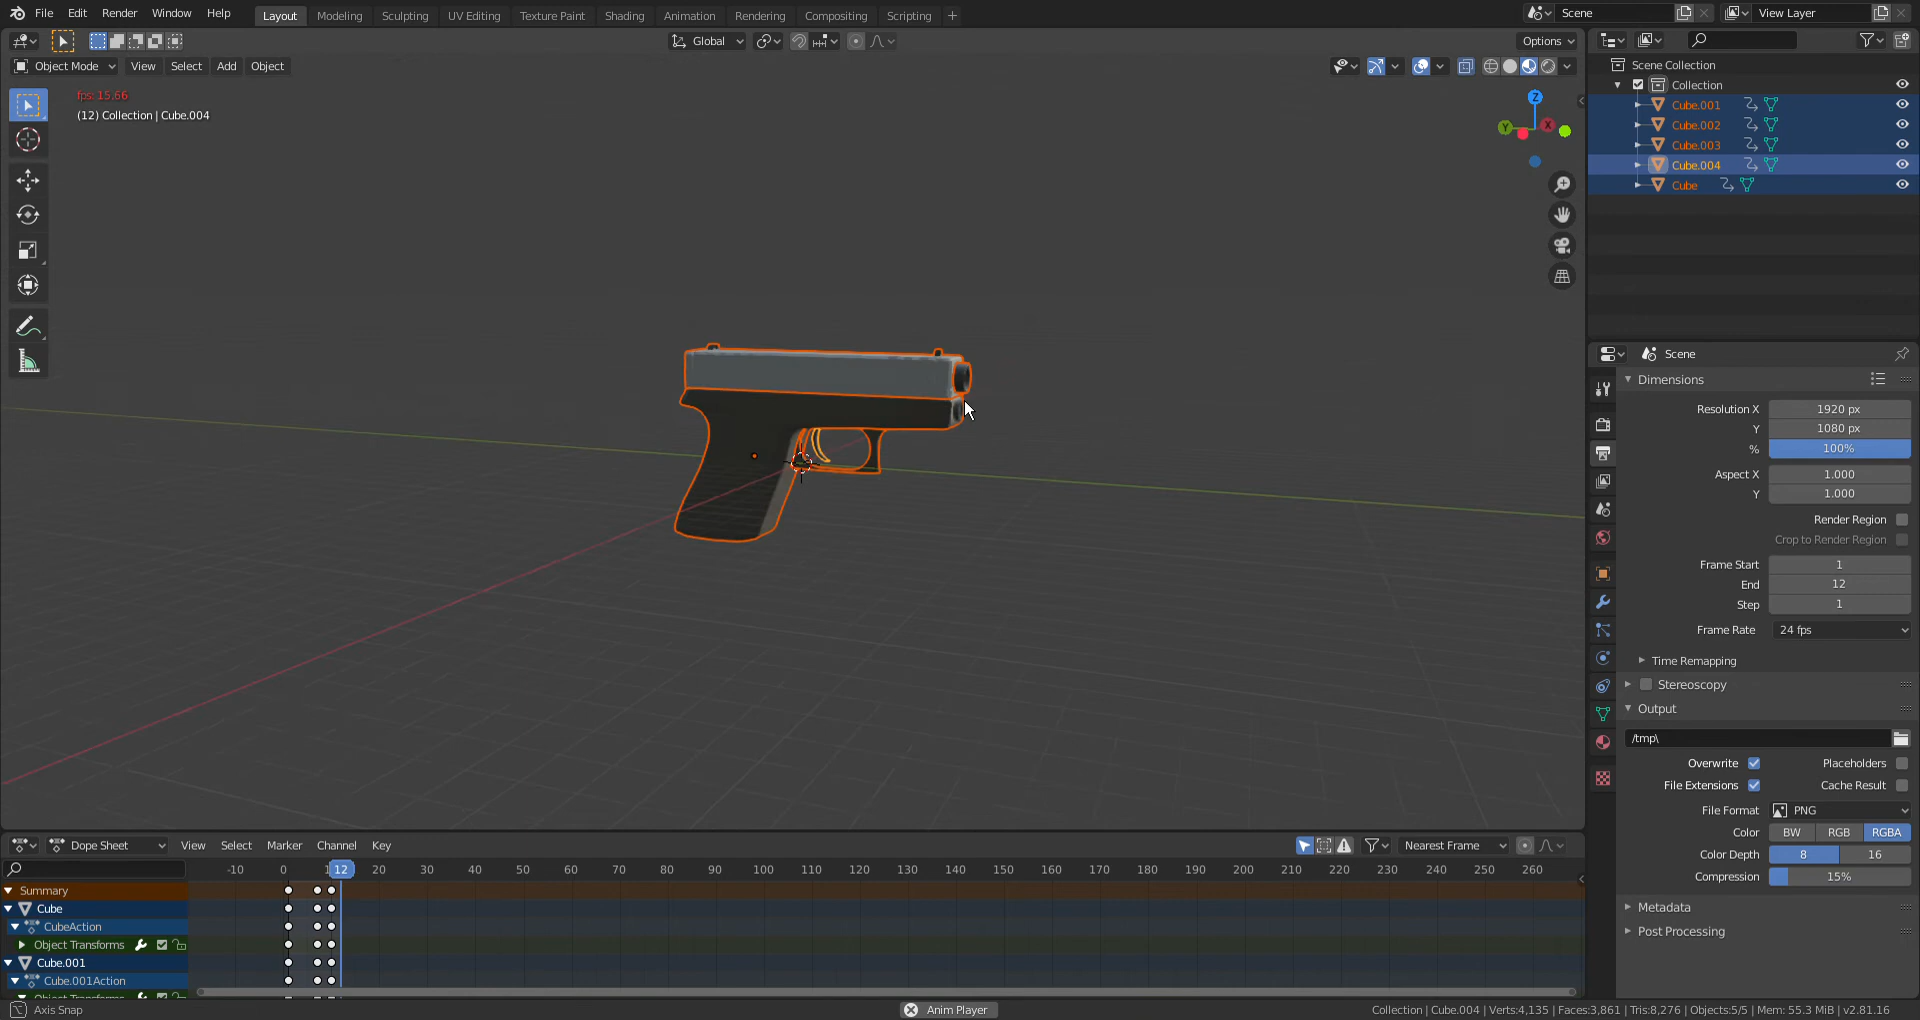 File Edit Render Window Help Layout Modeling Sculpting UV Editing Texture Paint Shading Animation Rendering Compositing Scripting Scene View Layer
Global Options
Object Mode View Select Add Object
fps: 15.66
(12) Collection | Cube.004
Z
Y
X
Scene Collection
Collection
Cube.001
Cube.002
Cube.003
Cube.004
Cube
Scene
Dimensions
Resolution X 1920 px
Y 1080 px
% 100%
Aspect X 1.000
Y 1.000
Render Region
Crop to Render Region
Frame Start 1
End 12
Step 1
Frame Rate 24 fps
Time Remapping
Stereoscopy
Output
/tmp\
Overwrite Placeholders
File Extensions Cache Result
File Format PNG
Color BW RGB RGBA
Color Depth 8 16
Compression 15%
Metadata
Post Processing
Dope Sheet View Select Marker Channel Key Nearest Frame
-10 0 12 20 30 40 50 60 70 80 90 100 110 120 130 140 150 160 170 180 190 200 210 220 230 240 250 260
Summary
Cube
CubeAction
Object Transforms
Cube.001
Cube.001Action
Axis Snap Anim Player Collection | Cube.004 | Verts:4,135 | Faces:3,861 | Tris:8,276 | Objects:5/5 | Mem: 55.3 MiB | v2.81.16